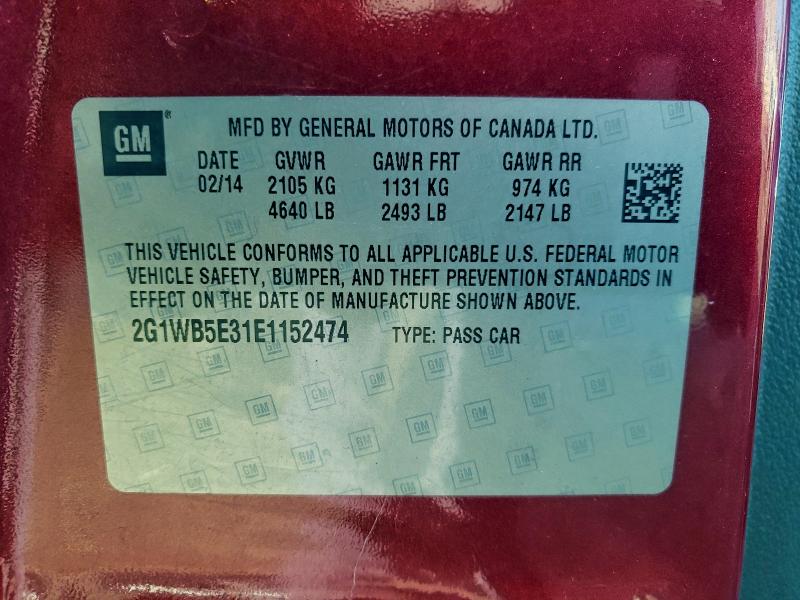 GM®
MFD BY GENERAL MOTORS OF CANADA LTD.
DATE GVWR GAWR FRT GAWR RR
02/14 2105 KG 1131 KG 974 KG
4640 LB 2493 LB 2147 LB
THIS VEHICLE CONFORMS TO ALL APPLICABLE U.S. FEDERAL MOTOR
VEHICLE SAFETY, BUMPER, AND THEFT PREVENTION STANDARDS IN
EFFECT ON THE DATE OF MANUFACTURE SHOWN ABOVE.
2G1WB5E31E1152474 TYPE: PASS CAR